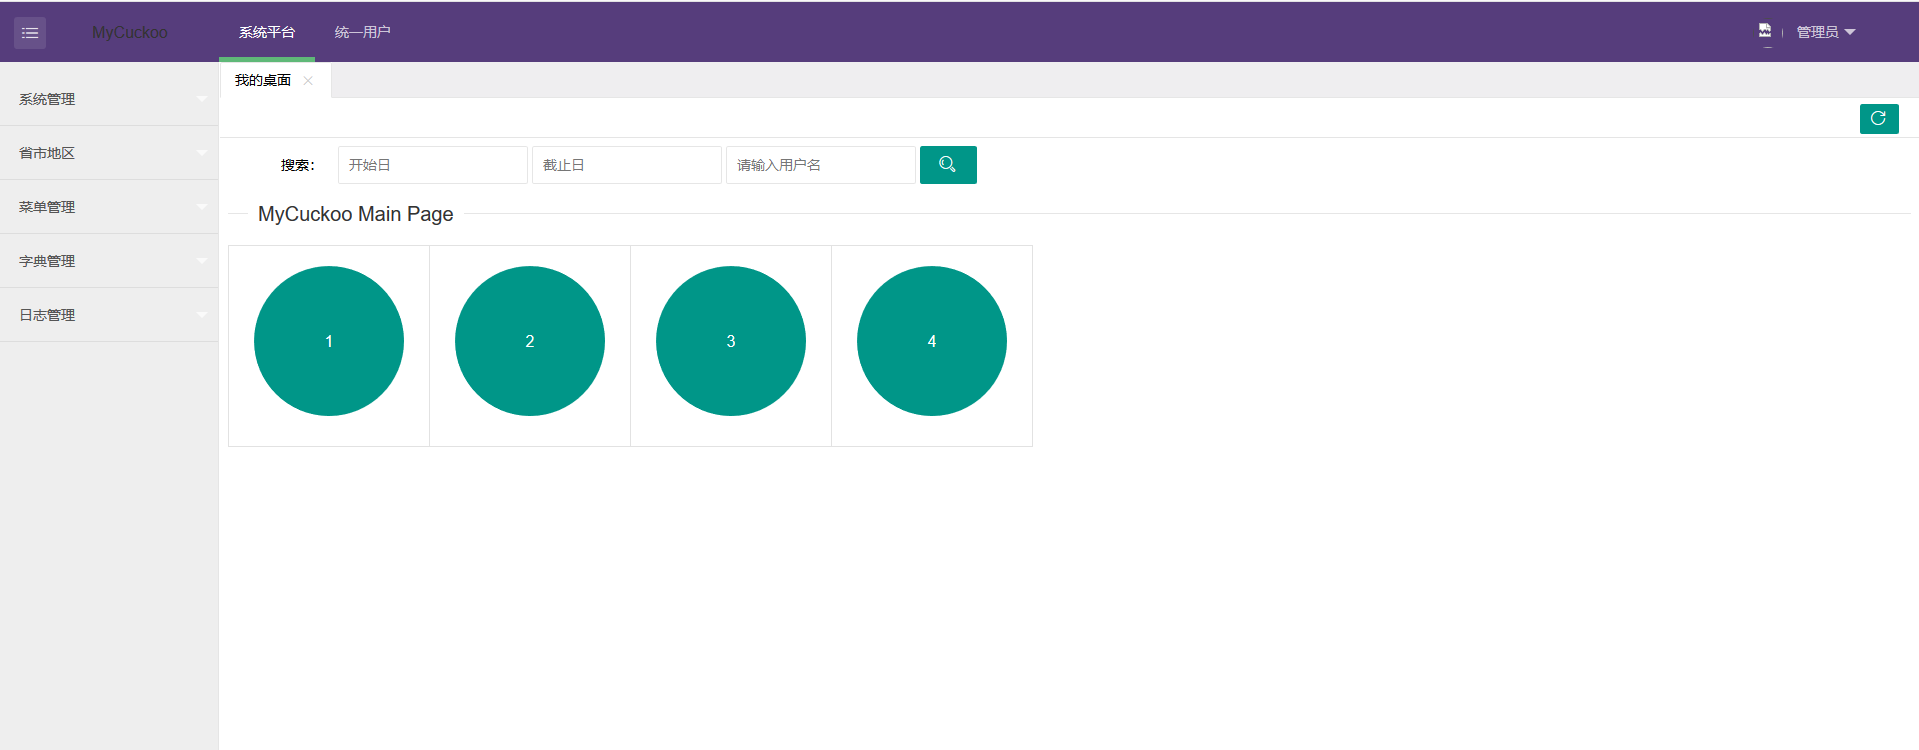 MyCuckoo 系统平台 统一用户 管理员
我的桌面
系统管理
省市地区
菜单管理
字典管理
日志管理
搜索： 开始日 截止日 请输入用户名
MyCuckoo Main Page
1 2 3 4